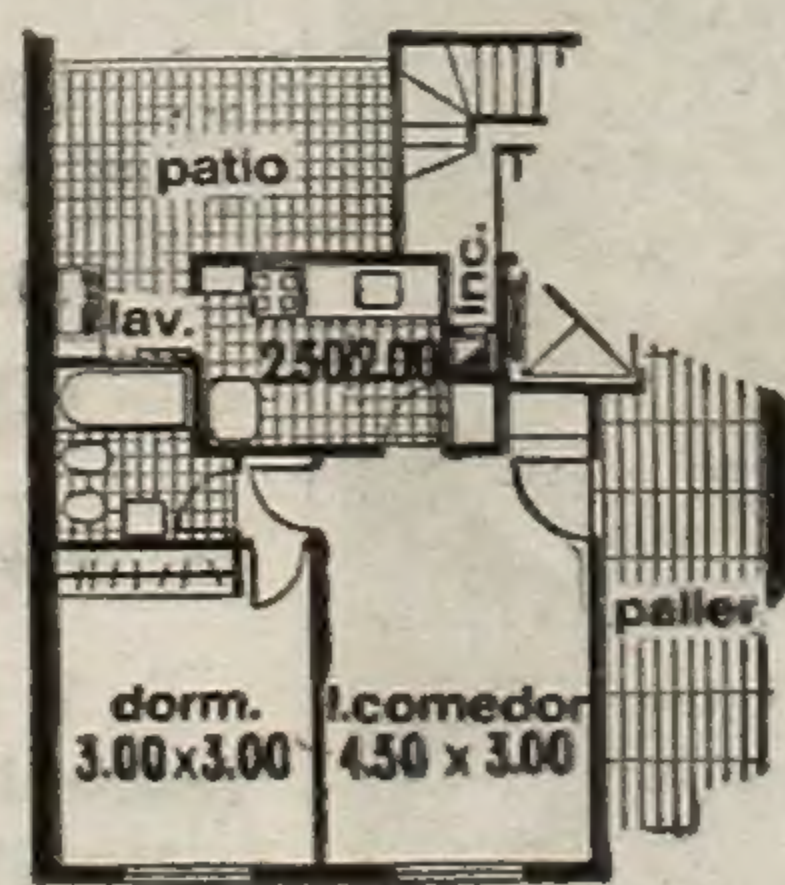 patio
inc.
lav.
palier
dorm.
3.00x3.00
l.comedor
4.50 x 3.00